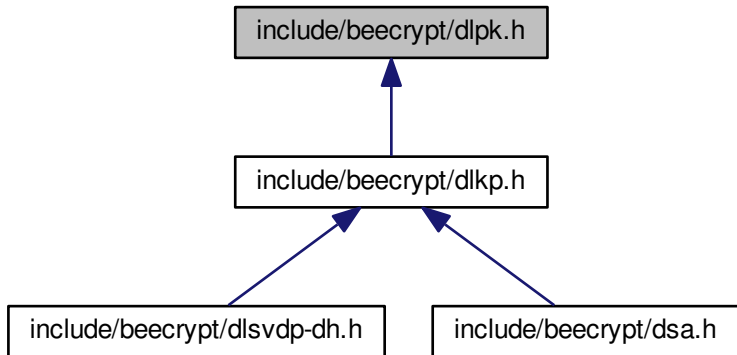 include/beecrypt/dlpk.h
include/beecrypt/dlkp.h
include/beecrypt/dlsvdp-dh.h
include/beecrypt/dsa.h